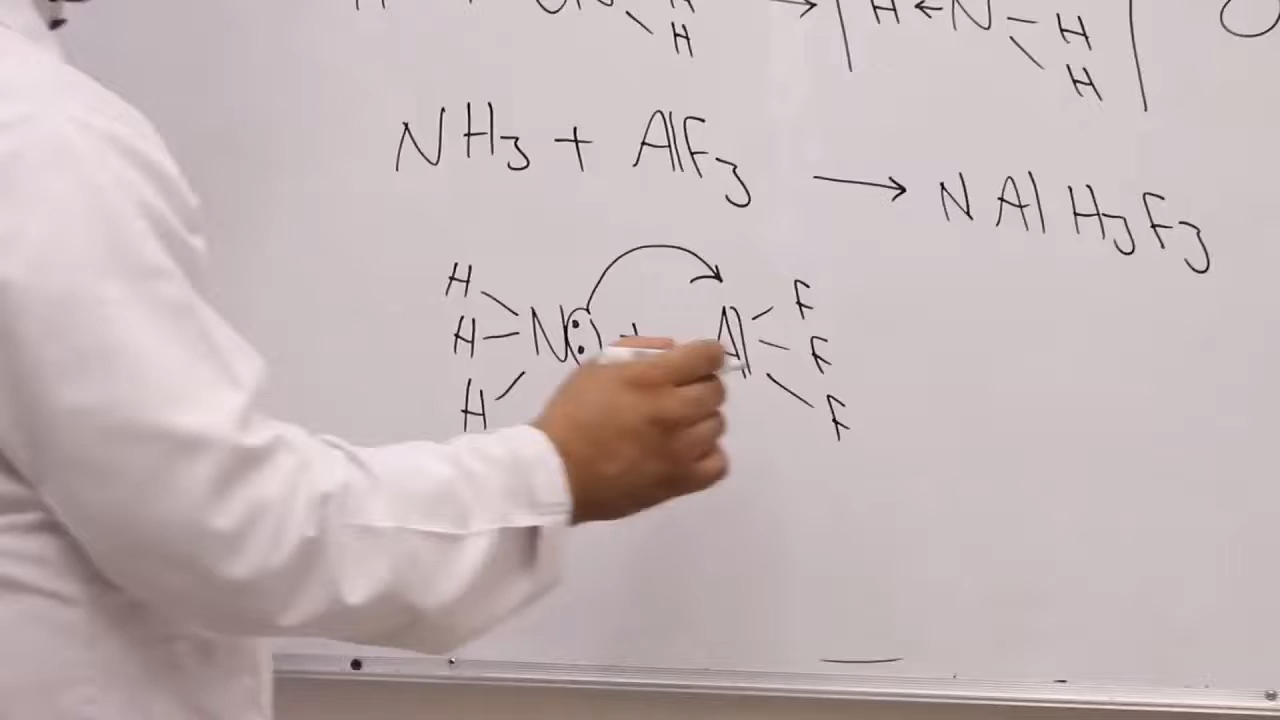 H ← N – H
H
H
NH3 + AlF3 → NAlH3F3
H F
H – N : + Al – F
H F